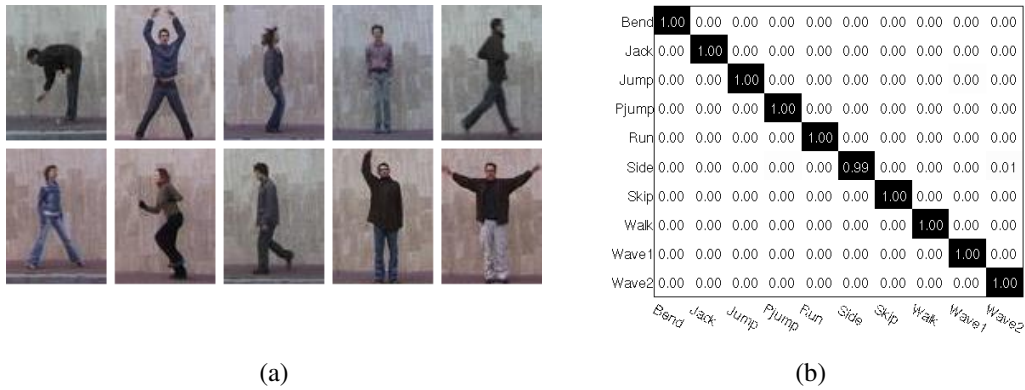 Bend 1.00 0.00 0.00 0.00 0.00 0.00 0.00 0.00 0.00 0.00
Jack 0.00 1.00 0.00 0.00 0.00 0.00 0.00 0.00 0.00 0.00
Jump 0.00 0.00 1.00 0.00 0.00 0.00 0.00 0.00 0.00 0.00
Pjump 0.00 0.00 0.00 1.00 0.00 0.00 0.00 0.00 0.00 0.00
Run 0.00 0.00 0.00 0.00 1.00 0.00 0.00 0.00 0.00 0.00
Side 0.00 0.00 0.00 0.00 0.00 0.99 0.00 0.00 0.00 0.01
Skip 0.00 0.00 0.00 0.00 0.00 0.00 1.00 0.00 0.00 0.00
Walk 0.00 0.00 0.00 0.00 0.00 0.00 0.00 1.00 0.00 0.00
Wave1 0.00 0.00 0.00 0.00 0.00 0.00 0.00 0.00 1.00 0.00
Wave2 0.00 0.00 0.00 0.00 0.00 0.00 0.00 0.00 0.00 1.00
Bend Jack Jump Pjump Run Side Skip Walk Wave1 Wave2
(a) (b)